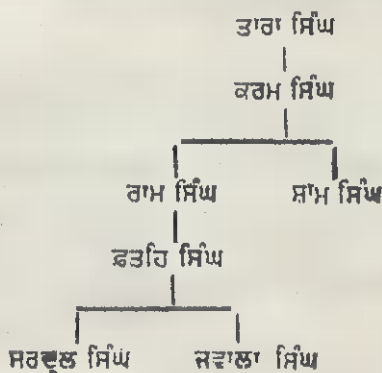 ਤਾਰਾ ਸਿੰਘ
ਕਰਮ ਸਿੰਘ
ਰਾਮ ਸਿੰਘ ਸ਼ਾਮ ਸਿੰਘ
ਫ਼ਤਹਿ ਸਿੰਘ
ਸਰਦੂਲ ਸਿੰਘ ਜਵਾਲਾ ਸਿੰਘ